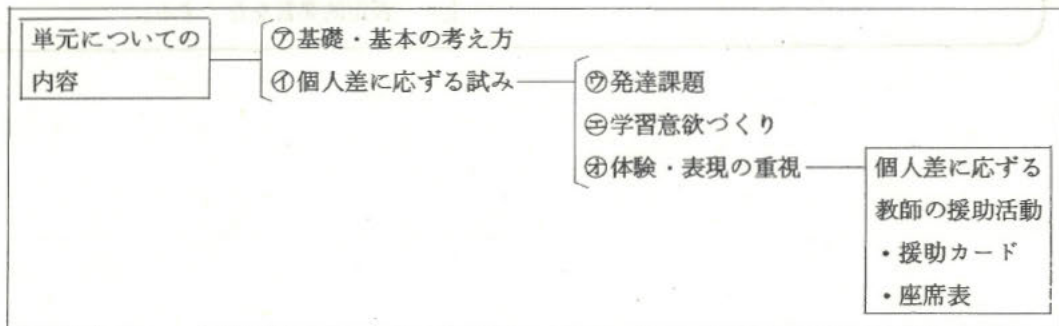 単元についての
内容
㋐基礎・基本の考え方
㋑個人差に応ずる試み
㋒発達課題
㋓学習意欲づくり
㋔体験・表現の重視
個人差に応ずる
教師の援助活動
・援助カード
・座席表